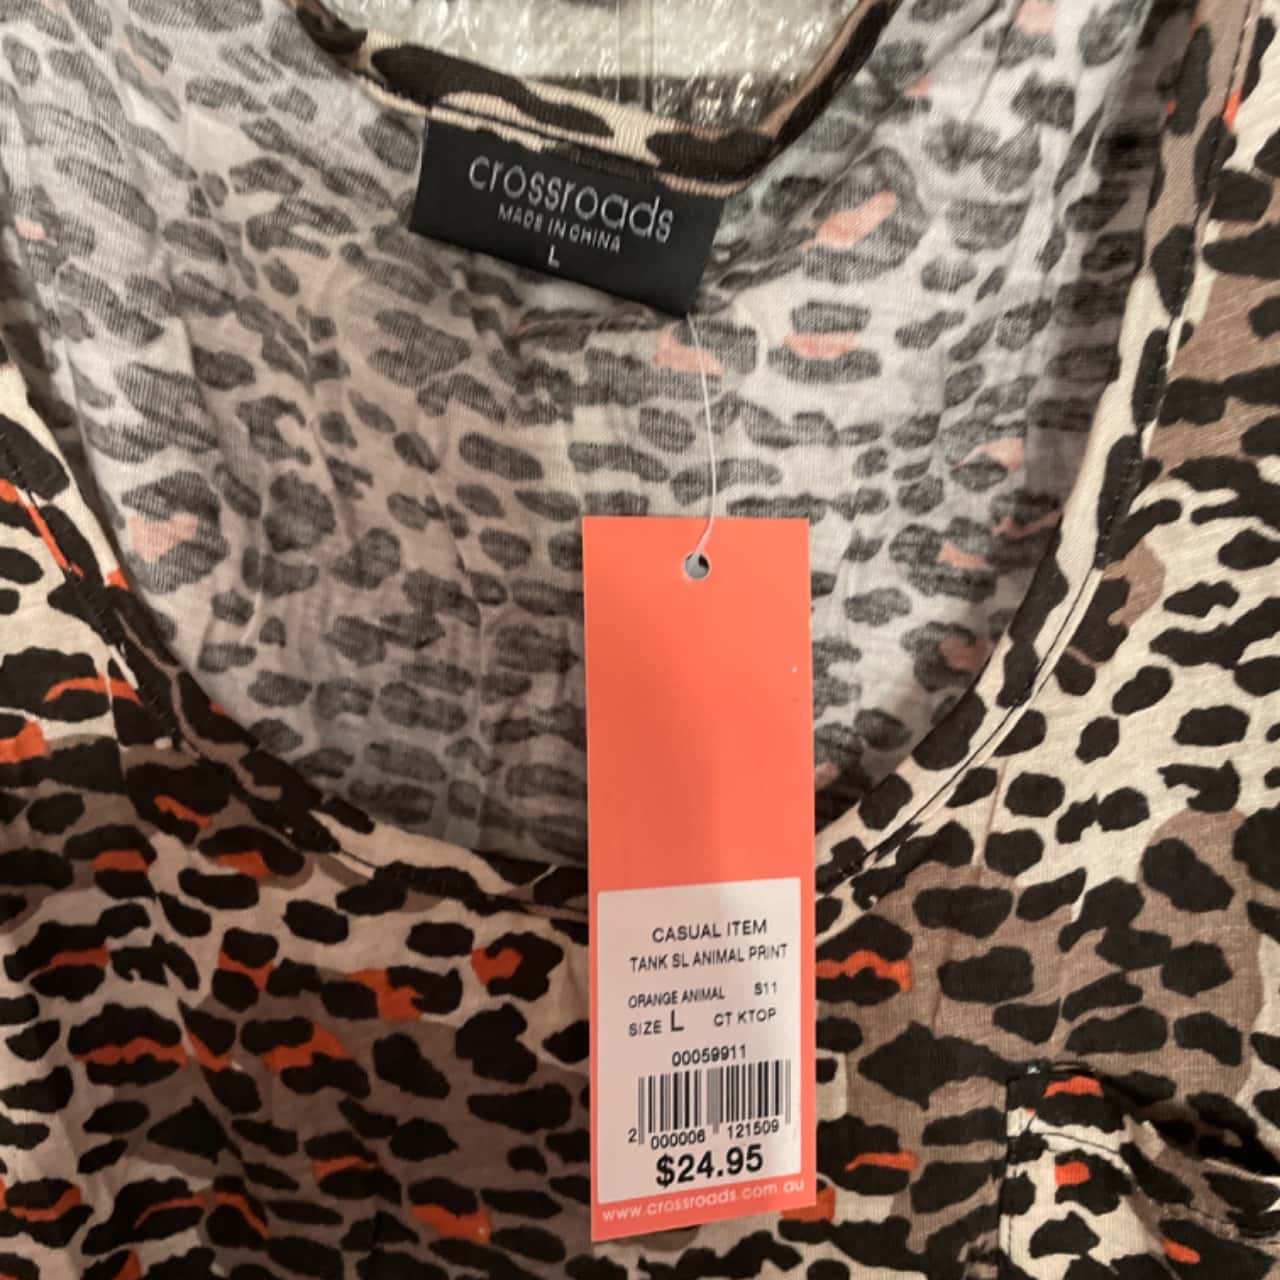 crossroads
MADE IN CHINA
L
CASUAL ITEM
TANK SL ANIMAL PRINT
ORANGE ANIMAL S11
SIZE L CT KTOP
00059911
2 000006 121509
$24.95
www.crossroads.com.au